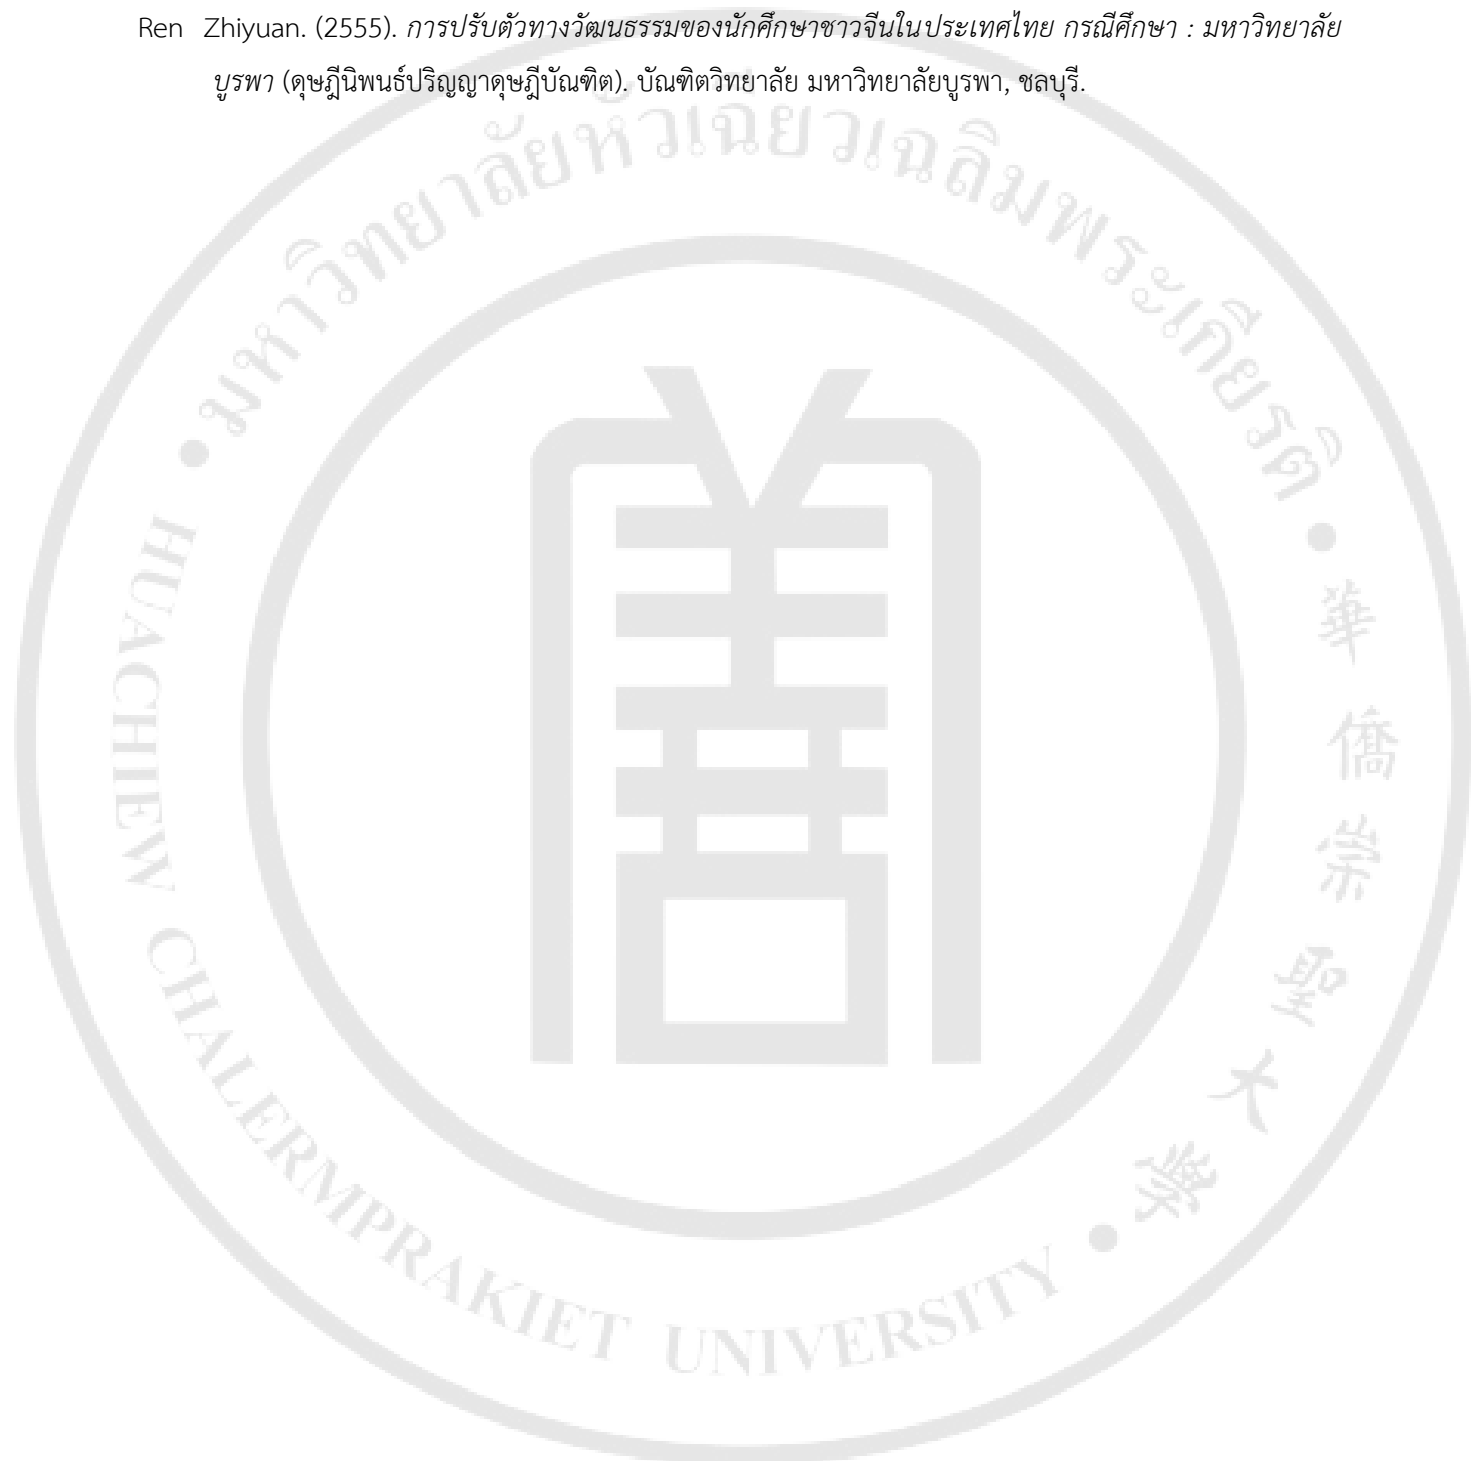 Ren Zhiyuan. (2555). การปรับตัวทางวัฒนธรรมของนักศึกษาชาวจีนในประเทศไทย กรณีศึกษา : มหาวิทยาลัย
บูรพา (ดุษฎีนิพนธ์ปริญญาดุษฎีบัณฑิต). บัณฑิตวิทยาลัย มหาวิทยาลัยบูรพา, ชลบุรี.
• มหาวิทยาลัยหัวเฉียวเฉลิมพระเกียรติ •
華僑崇聖大學
HUACHIEW CHALERMPRAKIET UNIVERSITY •